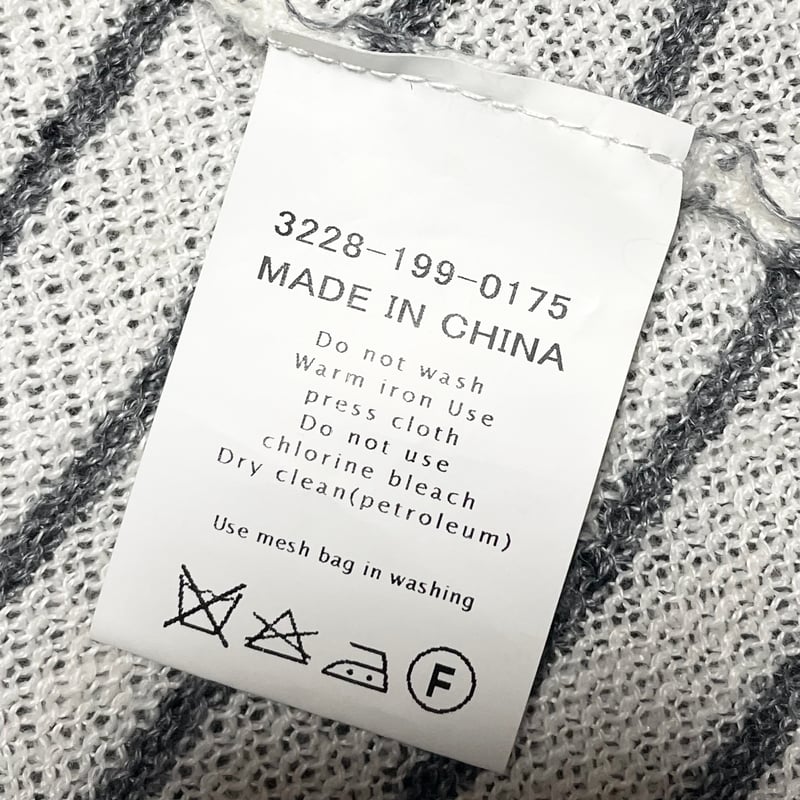 3228-199-0175
MADE IN CHINA
Do not wash
Warm iron Use
press cloth
Do not use
chlorine bleach
Dry clean(petroleum)
Use mesh bag in washing
F